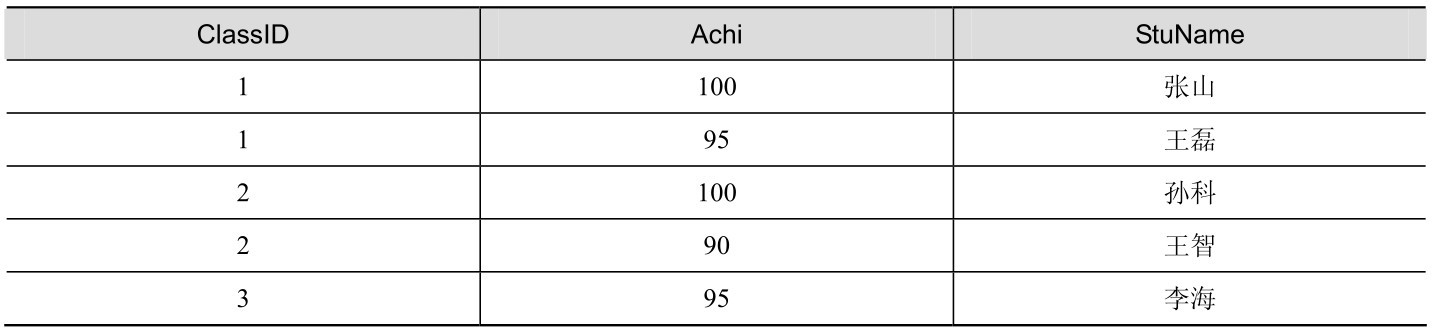 ClassID Achi StuName
1 100 张山
1 95 王磊
2 100 孙科
2 90 王智
3 95 李海